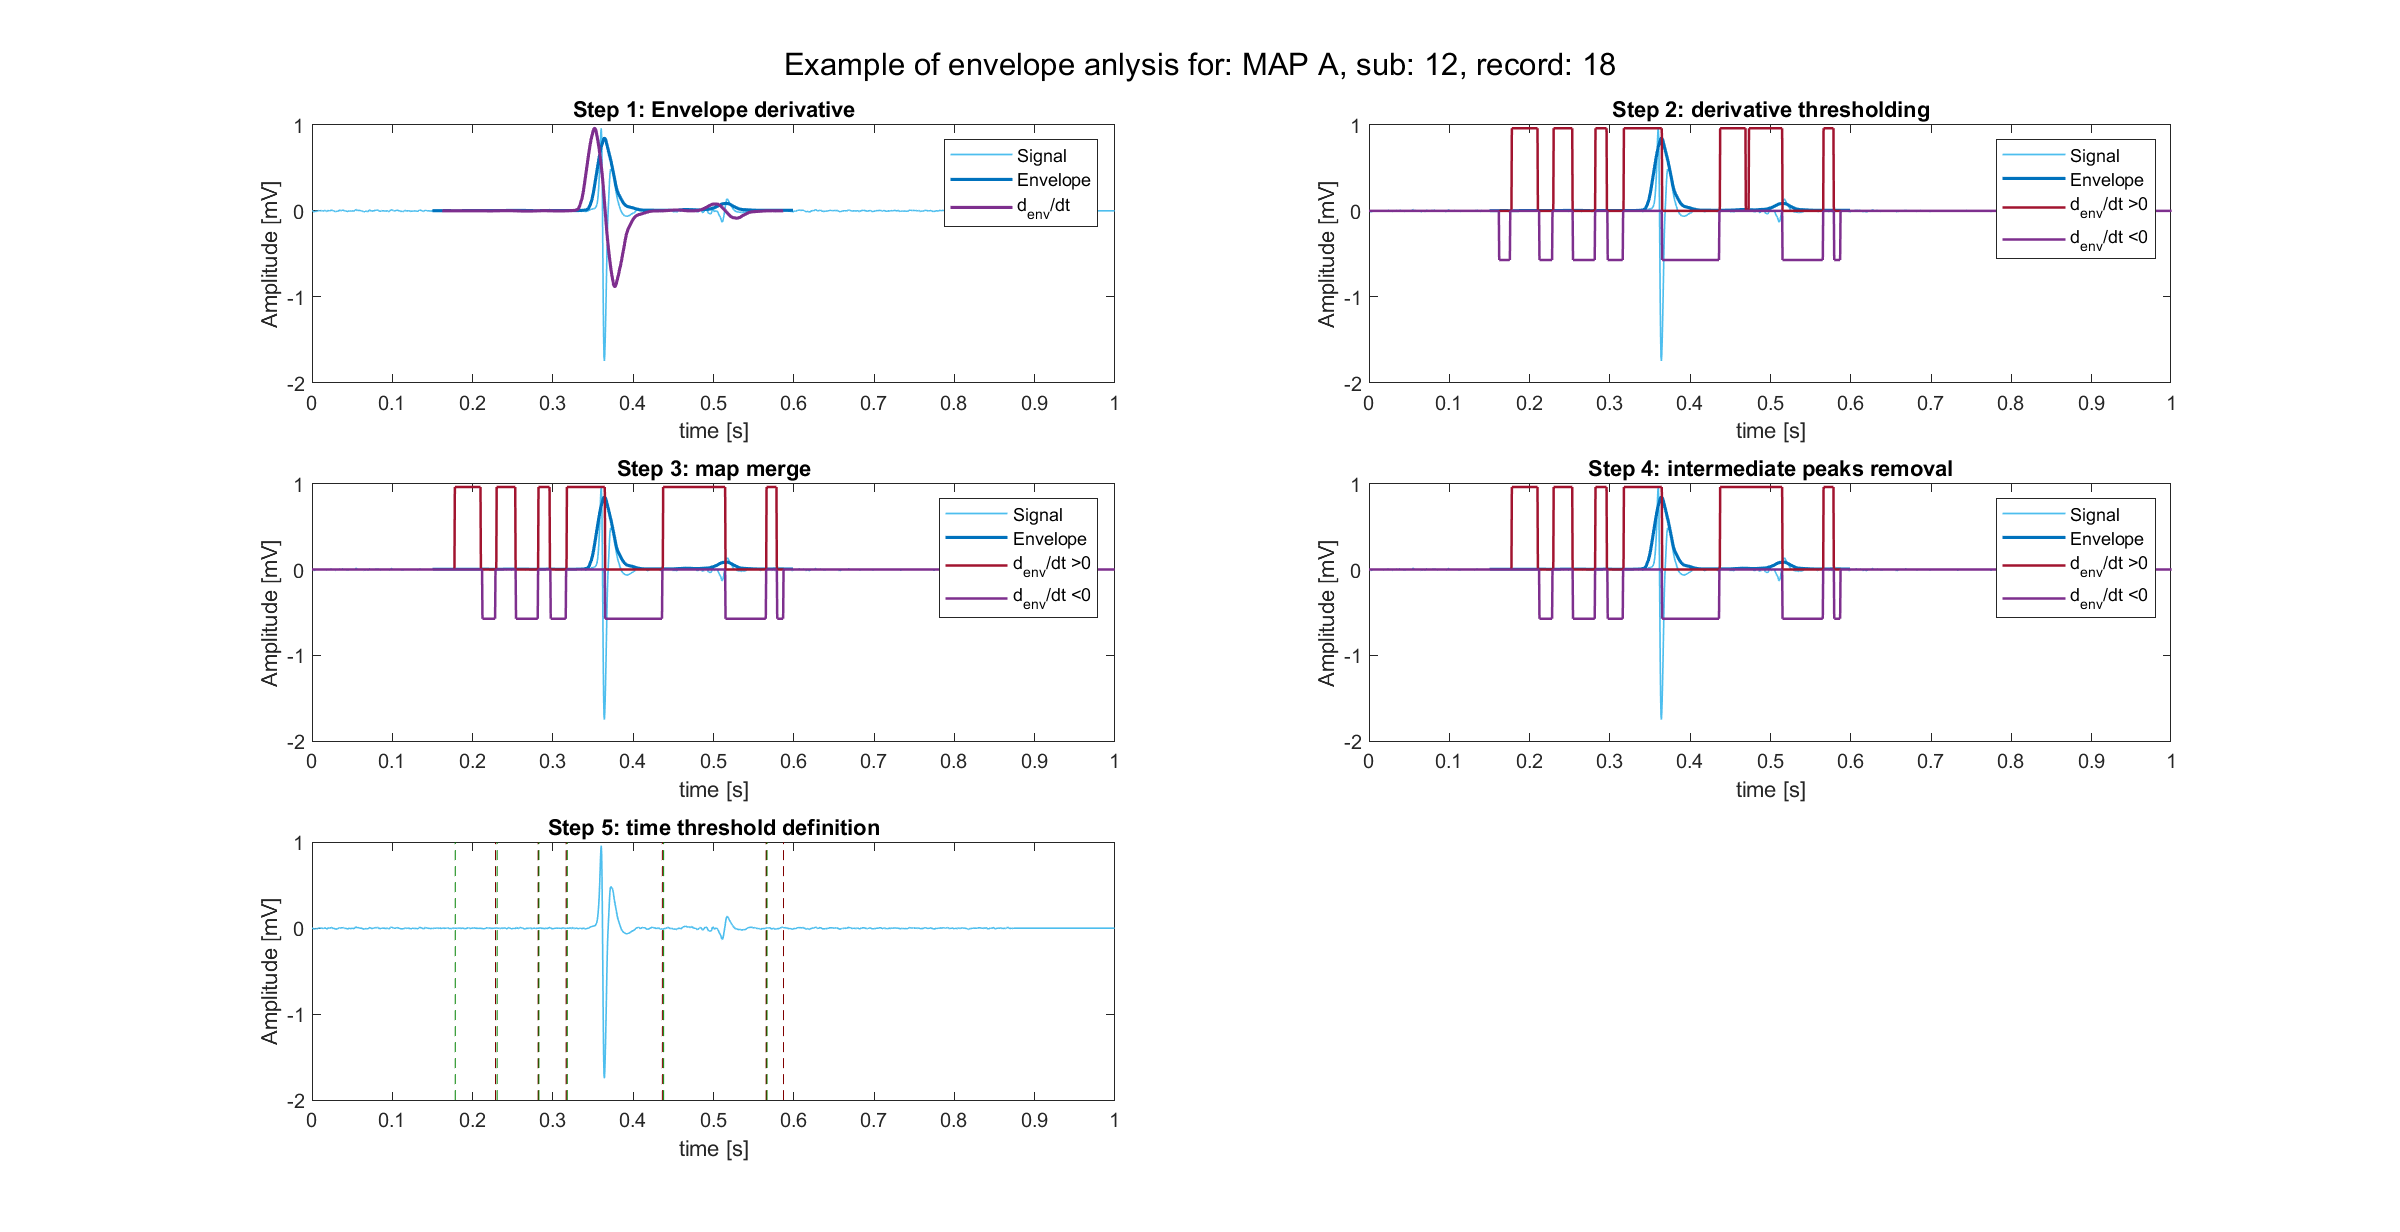 Example of envelope anlysis for: MAP A, sub: 12, record: 18
Step 1: Envelope derivative
1
0
-1
-2
Amplitude [mV]
Signal
Envelope
d_env/dt
0 0.1 0.2 0.3 0.4 0.5 0.6 0.7 0.8 0.9 1
time [s]
Step 2: derivative thresholding
1
0
-1
-2
Amplitude [mV]
Signal
Envelope
d_env/dt >0
d_env/dt <0
0 0.1 0.2 0.3 0.4 0.5 0.6 0.7 0.8 0.9 1
time [s]
Step 3: map merge
1
0
-1
-2
Amplitude [mV]
Signal
Envelope
d_env/dt >0
d_env/dt <0
0 0.1 0.2 0.3 0.4 0.5 0.6 0.7 0.8 0.9 1
time [s]
Step 4: intermediate peaks removal
1
0
-1
-2
Amplitude [mV]
Signal
Envelope
d_env/dt >0
d_env/dt <0
0 0.1 0.2 0.3 0.4 0.5 0.6 0.7 0.8 0.9 1
time [s]
Step 5: time threshold definition
1
0
-1
-2
Amplitude [mV]
0 0.1 0.2 0.3 0.4 0.5 0.6 0.7 0.8 0.9 1
time [s]